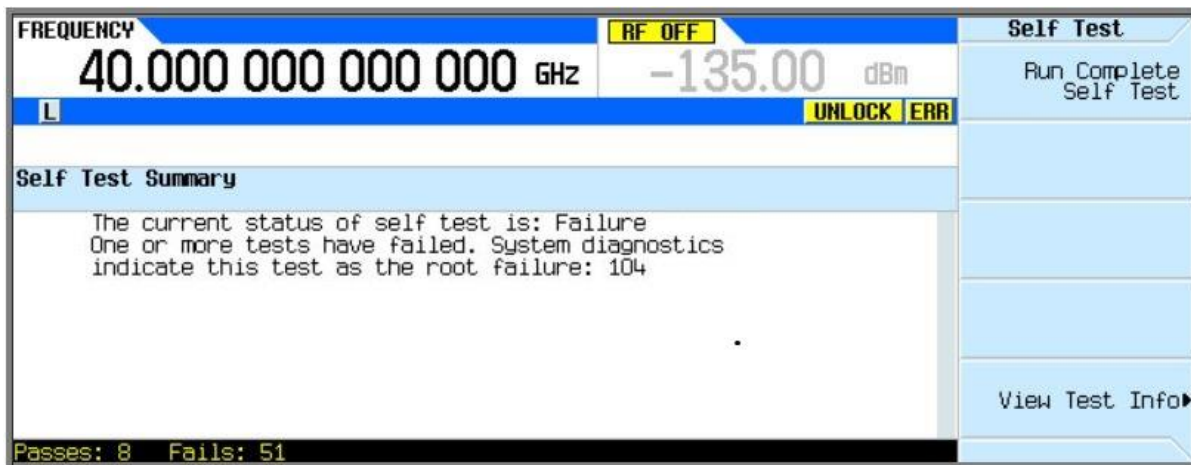 FREQUENCY
RF OFF
40.000 000 000 000 GHz
-135.00 dBm
L
UNLOCK ERR
Self Test Summary
The current status of self test is: Failure
One or more tests have failed. System diagnostics
indicate this test as the root failure: 104
Passes: 8 Fails: 51
Self Test
Run Complete
Self Test
View Test Info